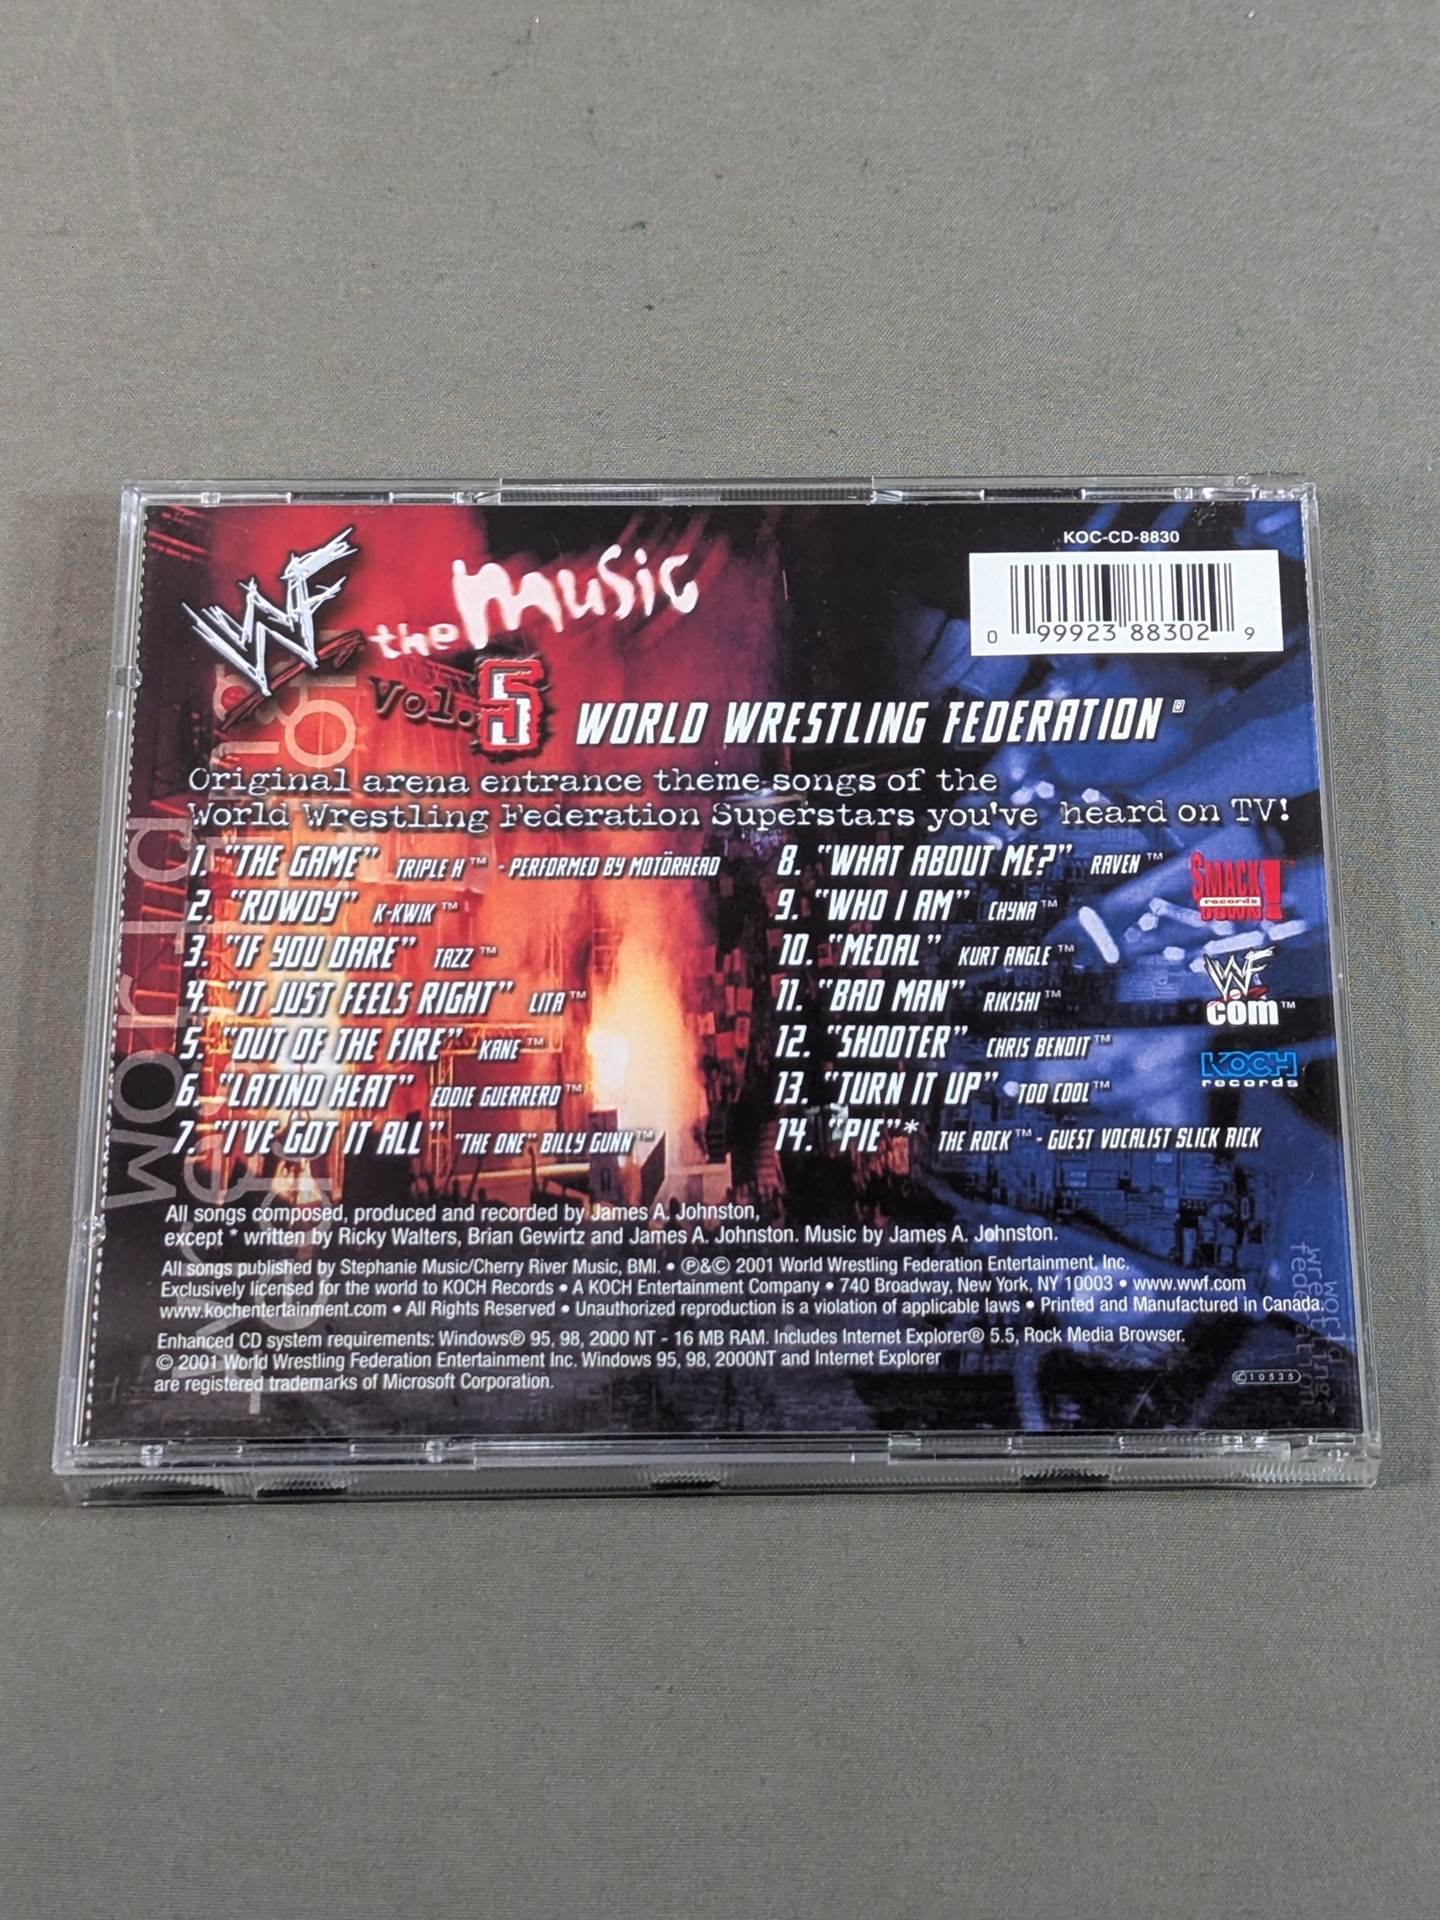 KOC-CD-8830
0 99923 88302 9
WF
the music
Vol. 5
WORLD WRESTLING FEDERATION®
Original arena entrance theme songs of the
World Wrestling Federation Superstars you've heard on TV!
1. "THE GAME" TRIPLE H™ - PERFORMED BY MOTÖRHEAD
2. "ROWDY" K-KWIK™
3. "IF YOU DARE" TAZZ™
4. "IT JUST FEELS RIGHT" LITA™
5. "OUT OF THE FIRE" KANE™
6. "LATINO HEAT" EDDIE GUERRERO™
7. "I'VE GOT IT ALL" "THE ONE" BILLY GUNN™
8. "WHAT ABOUT ME?" RAVEN™
9. "WHO I AM" CHYNA™
10. "MEDAL" KURT ANGLE™
11. "BAD MAN" RIKISHI™
12. "SHOOTER" CHRIS BENOIT™
13. "TURN IT UP" TOO COOL™
14. "PIE"* THE ROCK™ - GUEST VOCALIST SLICK RICK
SMACK
records
DOWN!
WF
.com™
KOCH
records
All songs composed, produced and recorded by James A. Johnston,
except * written by Ricky Walters, Brian Gewirtz and James A. Johnston. Music by James A. Johnston.
All songs published by Stephanie Music/Cherry River Music, BMI. • ℗&© 2001 World Wrestling Federation Entertainment, Inc.
Exclusively licensed for the world to KOCH Records • A KOCH Entertainment Company • 740 Broadway, New York, NY 10003 • www.wwf.com
www.kochentertainment.com • All Rights Reserved • Unauthorized reproduction is a violation of applicable laws • Printed and Manufactured in Canada.
Enhanced CD system requirements: Windows® 95, 98, 2000 NT - 16 MB RAM. Includes Internet Explorer® 5.5, Rock Media Browser.
© 2001 World Wrestling Federation Entertainment Inc. Windows 95, 98, 2000NT and Internet Explorer
are registered trademarks of Microsoft Corporation.
10535
world
wrestling
federation